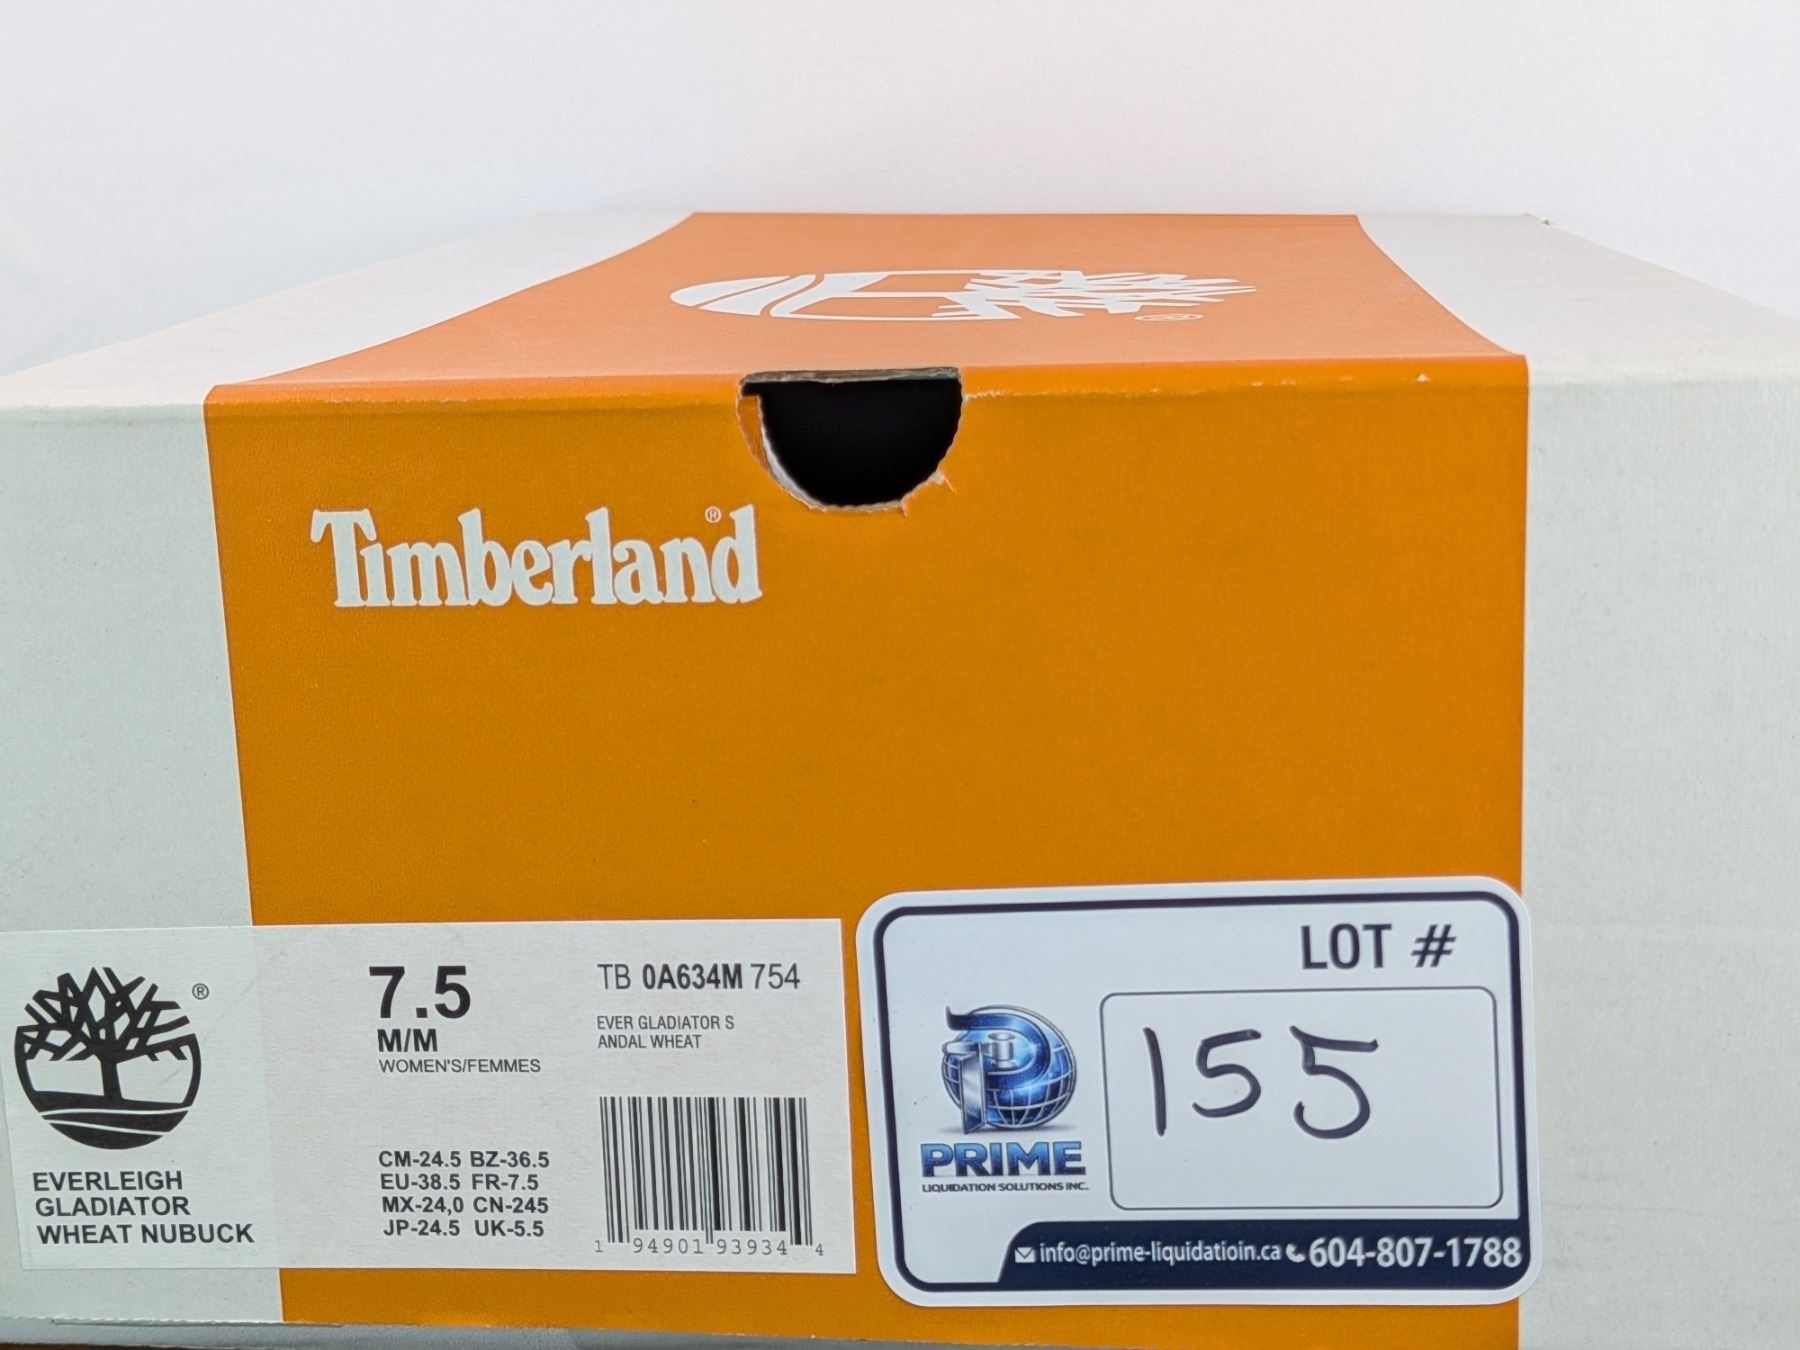 Timberland®
®
EVERLEIGH
GLADIATOR
WHEAT NUBUCK
7.5
M/M
WOMEN'S/FEMMES
CM-24.5 BZ-36.5
EU-38.5 FR-7.5
MX-24,0 CN-245
JP-24.5 UK-5.5
TB 0A634M 754
EVER GLADIATOR S
ANDAL WHEAT
1 94901 93934 4
LOT #
155
PRIME
LIQUIDATION SOLUTIONS INC.
info@prime-liquidatioin.ca 604-807-1788